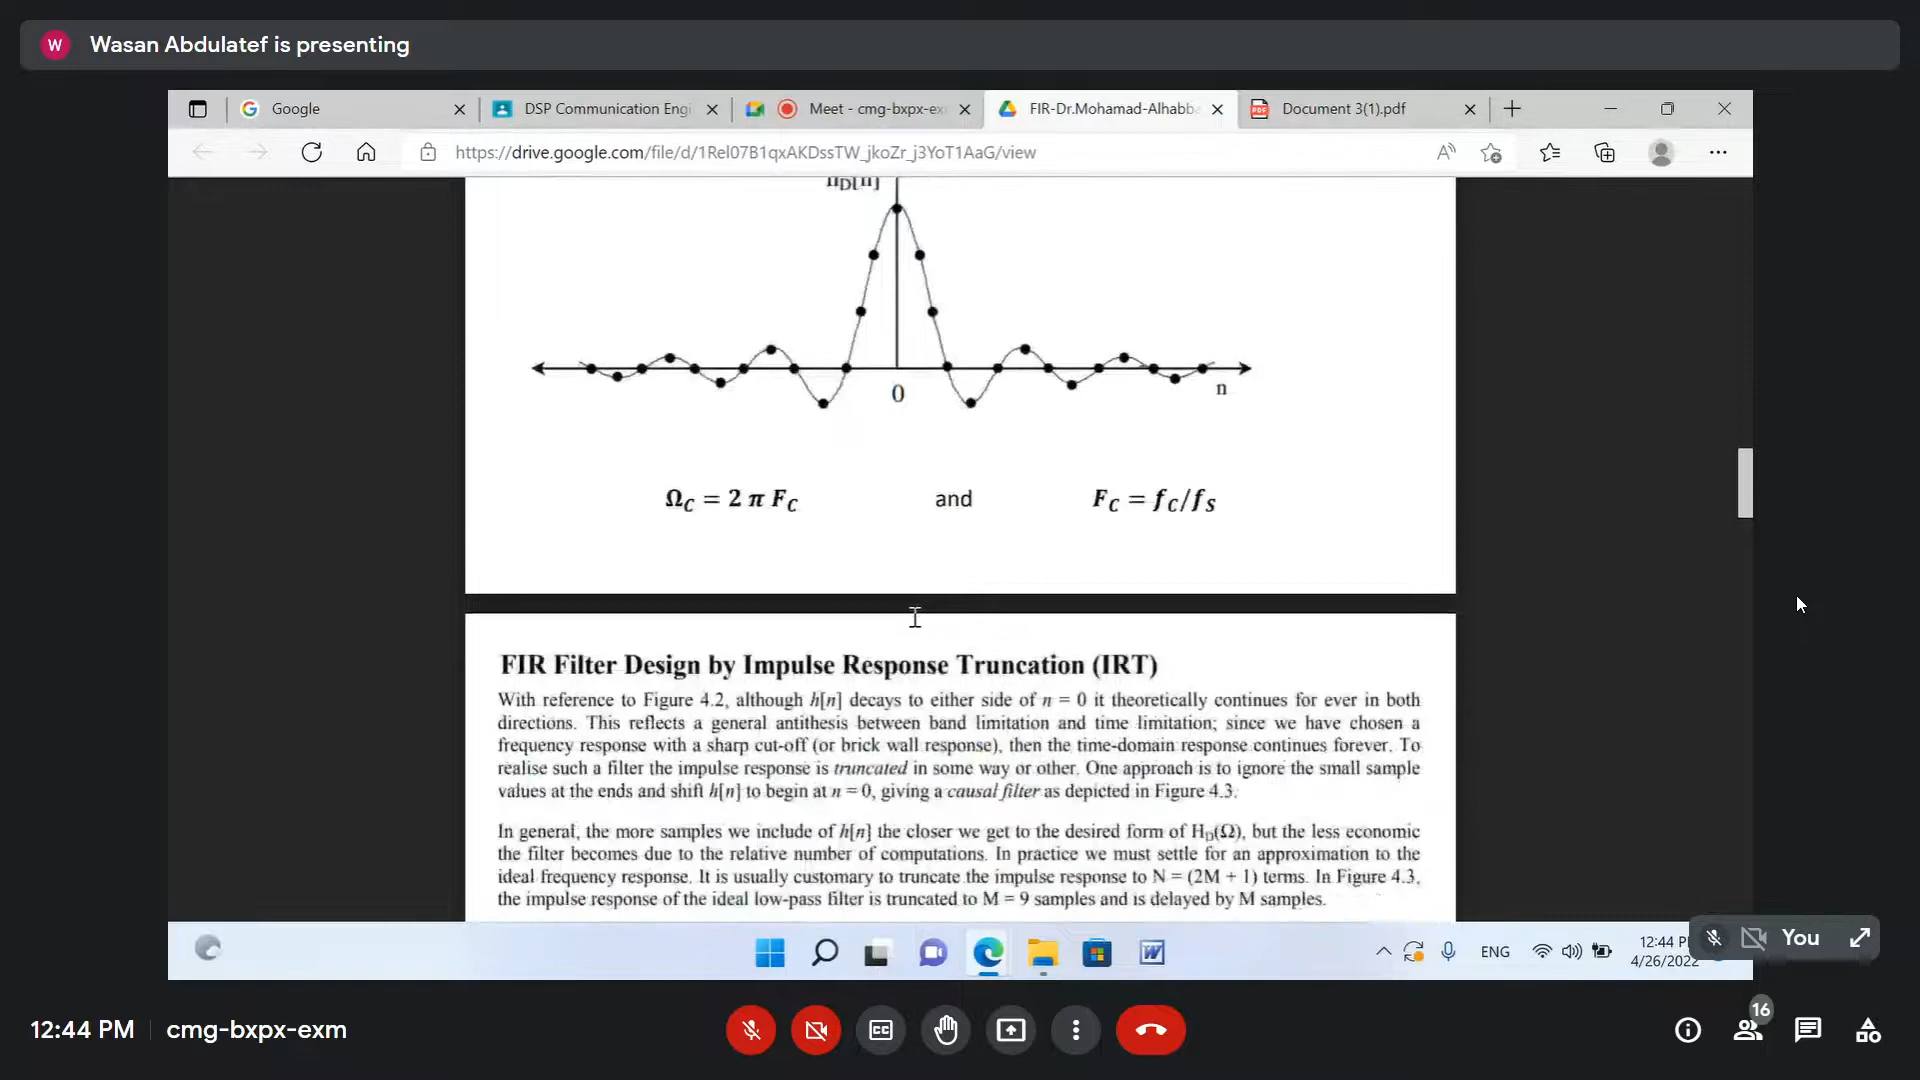 W Wasan Abdulatef is presenting
Google
DSP Communication Engi
Meet - cmg-bxpx-ex
FIR-Dr.Mohamad-Alhabba
Document 3(1).pdf
https://drive.google.com/file/d/1Rel07B1qxAKDssTW_jkoZr_j3YoT1AaG/view
0
n
Ω_C = 2 π F_C and F_C = f_C/f_S
FIR Filter Design by Impulse Response Truncation (IRT)
With reference to Figure 4.2, although h[n] decays to either side of n = 0 it theoretically continues for ever in both
directions. This reflects a general antithesis between band limitation and time limitation; since we have chosen a
frequency response with a sharp cut-off (or brick wall response), then the time-domain response continues forever. To
realise such a filter the impulse response is truncated in some way or other. One approach is to ignore the small sample
values at the ends and shift h[n] to begin at n = 0, giving a causal filter as depicted in Figure 4.3.
In general, the more samples we include of h[n] the closer we get to the desired form of H_D(Ω), but the less economic
the filter becomes due to the relative number of computations. In practice we must settle for an approximation to the
ideal frequency response. It is usually customary to truncate the impulse response to N = (2M + 1) terms. In Figure 4.3,
the impulse response of the ideal low-pass filter is truncated to M = 9 samples and is delayed by M samples.
ENG
12:44 P
4/26/2022
You
12:44 PM
cmg-bxpx-exm
16